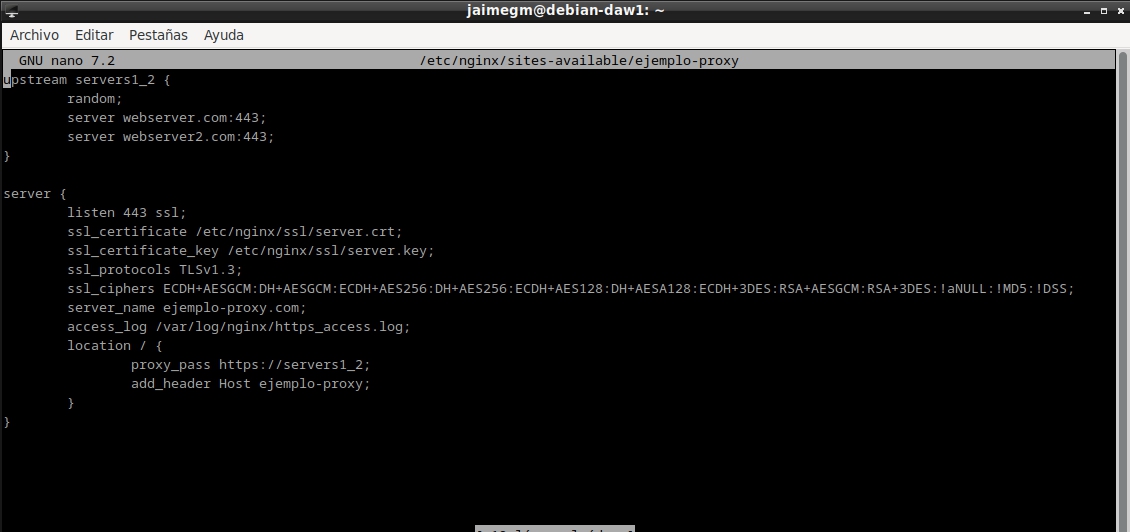 jaimegm@debian-daw1: ~
Archivo Editar Pestañas Ayuda
GNU nano 7.2 /etc/nginx/sites-available/ejemplo-proxy
upstream servers1_2 {
random;
server webserver.com:443;
server webserver2.com:443;
}
server {
listen 443 ssl;
ssl_certificate /etc/nginx/ssl/server.crt;
ssl_certificate_key /etc/nginx/ssl/server.key;
ssl_protocols TLSv1.3;
ssl_ciphers ECDH+AESGCM:DH+AESGCM:ECDH+AES256:DH+AES256:ECDH+AES128:DH+AESA128:ECDH+3DES:RSA+AESGCM:RSA+3DES:!aNULL:!MD5:!DSS;
server_name ejemplo-proxy.com;
access_log /var/log/nginx/https_access.log;
location / {
proxy_pass https://servers1_2;
add_header Host ejemplo-proxy;
}
}